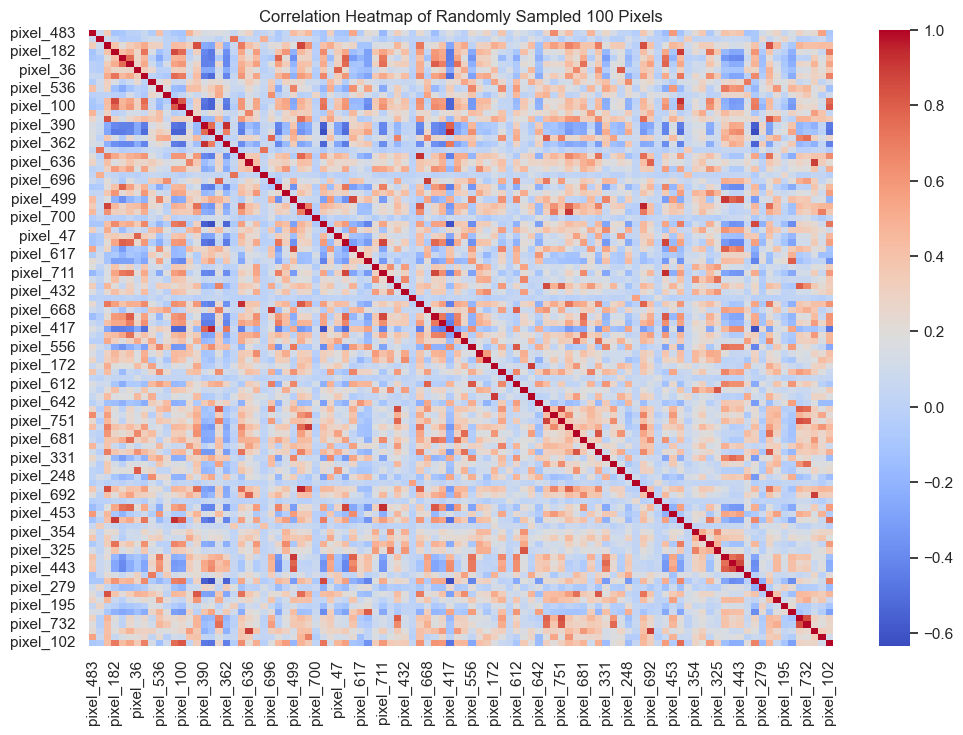 Correlation Heatmap of Randomly Sampled 100 Pixels
pixel_483
pixel_182
pixel_36
pixel_536
pixel_100
pixel_390
pixel_362
pixel_636
pixel_696
pixel_499
pixel_700
pixel_47
pixel_617
pixel_711
pixel_432
pixel_668
pixel_417
pixel_556
pixel_172
pixel_612
pixel_642
pixel_751
pixel_681
pixel_331
pixel_248
pixel_692
pixel_453
pixel_354
pixel_325
pixel_443
pixel_279
pixel_195
pixel_732
pixel_102
pixel_483
pixel_182
pixel_36
pixel_536
pixel_100
pixel_390
pixel_362
pixel_636
pixel_696
pixel_499
pixel_700
pixel_47
pixel_617
pixel_711
pixel_432
pixel_668
pixel_417
pixel_556
pixel_172
pixel_612
pixel_642
pixel_751
pixel_681
pixel_331
pixel_248
pixel_692
pixel_453
pixel_354
pixel_325
pixel_443
pixel_279
pixel_195
pixel_732
pixel_102
1.0
0.8
0.6
0.4
0.2
0.0
−0.2
−0.4
−0.6